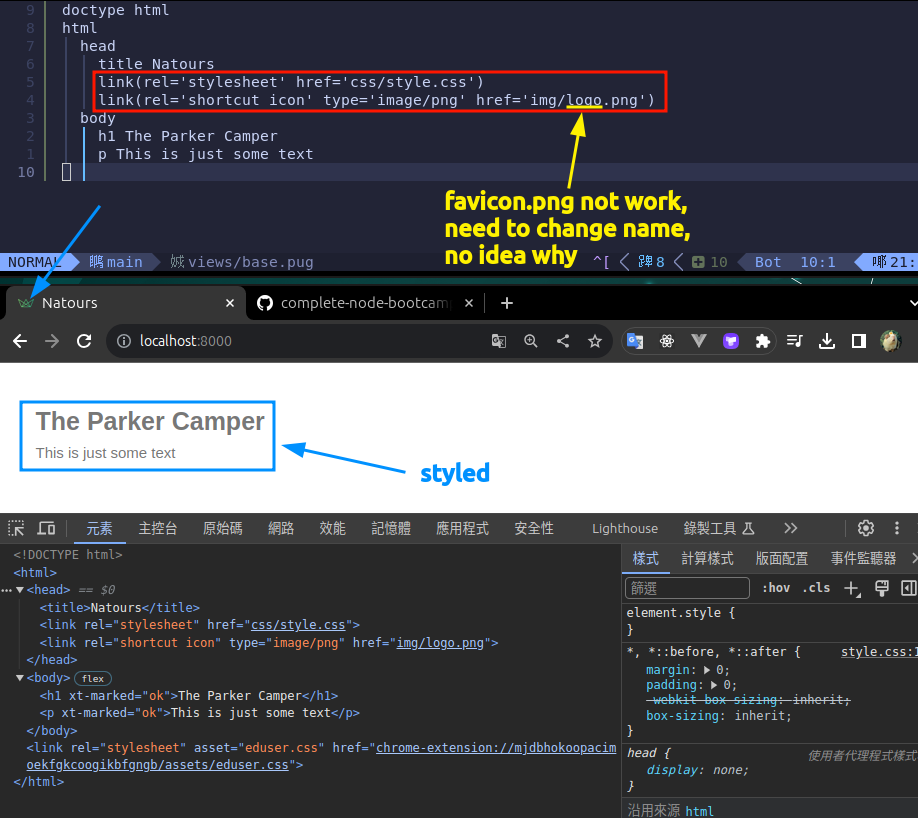 9 doctype html
8 html
7 head
6 title Natours
5 link(rel='stylesheet' href='css/style.css')
4 link(rel='shortcut icon' type='image/png' href='img/logo.png')
3 body
2 h1 The Parker Camper
1 p This is just some text
10
favicon.png not work,
need to change name,
no idea why
NORMAL main views/base.pug ^[ 8 10 Bot 10:1 21:
Natours × complete-node-bootcamp × +
localhost:8000
The Parker Camper
This is just some text
styled
元素 主控台 原始碼 網路 效能 記憶體 應用程式 安全性 Lighthouse 錄製工具
<!DOCTYPE html>
<html>
<head> == $0
<title>Natours</title>
<link rel="stylesheet" href="css/style.css">
<link rel="shortcut icon" type="image/png" href="img/logo.png">
</head>
<body> flex
<h1 xt-marked="ok">The Parker Camper</h1>
<p xt-marked="ok">This is just some text</p>
</body>
<link rel="stylesheet" asset="eduser.css" href="chrome-extension://mjdbhokoopacim
oekfgkcoogikbfgngb/assets/eduser.css">
</html>
樣式 計算樣式 版面配置 事件監聽器
篩選 :hov .cls
element.style {
}
*, *::before, *::after { style.css:1
margin: 0;
padding: 0;
-webkit-box-sizing: inherit;
box-sizing: inherit;
}
head { 使用者代理程式樣式
display: none;
}
沿用來源 html